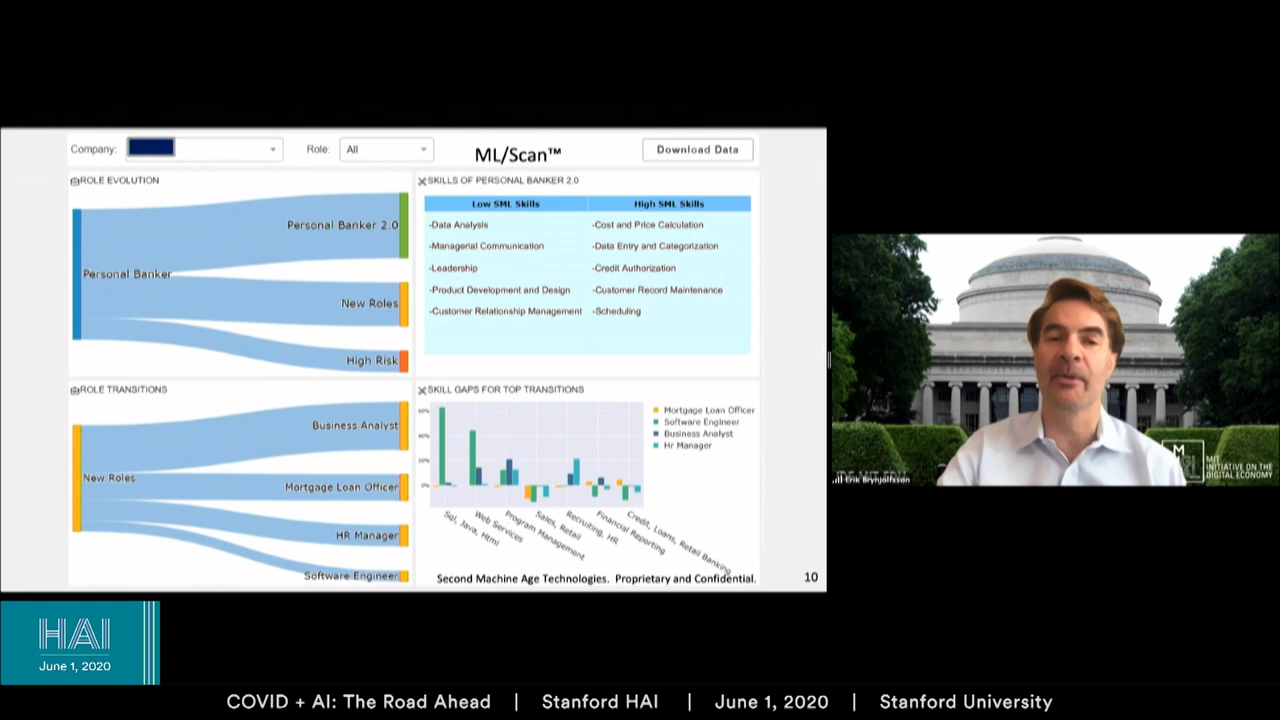 Company:
Role:
All
ML/Scan™
Download Data
ROLE EVOLUTION
Personal Banker
Personal Banker 2.0
New Roles
High Risk
SKILLS OF PERSONAL BANKER 2.0
Low SML Skills
High SML Skills
-Data Analysis
-Cost and Price Calculation
-Managerial Communication
-Data Entry and Categorization
-Leadership
-Credit Authorization
-Product Development and Design
-Customer Record Maintenance
-Customer Relationship Management
-Scheduling
ROLE TRANSITIONS
New Roles
Business Analyst
Mortgage Loan Officer
HR Manager
Software Engineer
SKILL GAPS FOR TOP TRANSITIONS
60%
40%
20%
0%
Mortgage Loan Officer
Software Engineer
Business Analyst
Hr Manager
Sql, Java, Html
Web Services
Program Management
Sales, Retail
Recruiting, HR
Financial Reporting
Credit, Loans, Retail Banking
Second Machine Age Technologies. Proprietary and Confidential.
10
Erik Brynjolfsson
MIT
INITIATIVE ON THE
DIGITAL ECONOMY
HAI
June 1, 2020
COVID + AI: The Road Ahead | Stanford HAI | June 1, 2020 | Stanford University